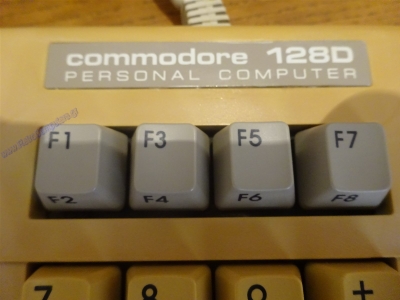 commodore 128D
PERSONAL COMPUTER
F1 F3 F5 F7
F2 F4 F6 F8
7 8 9 +